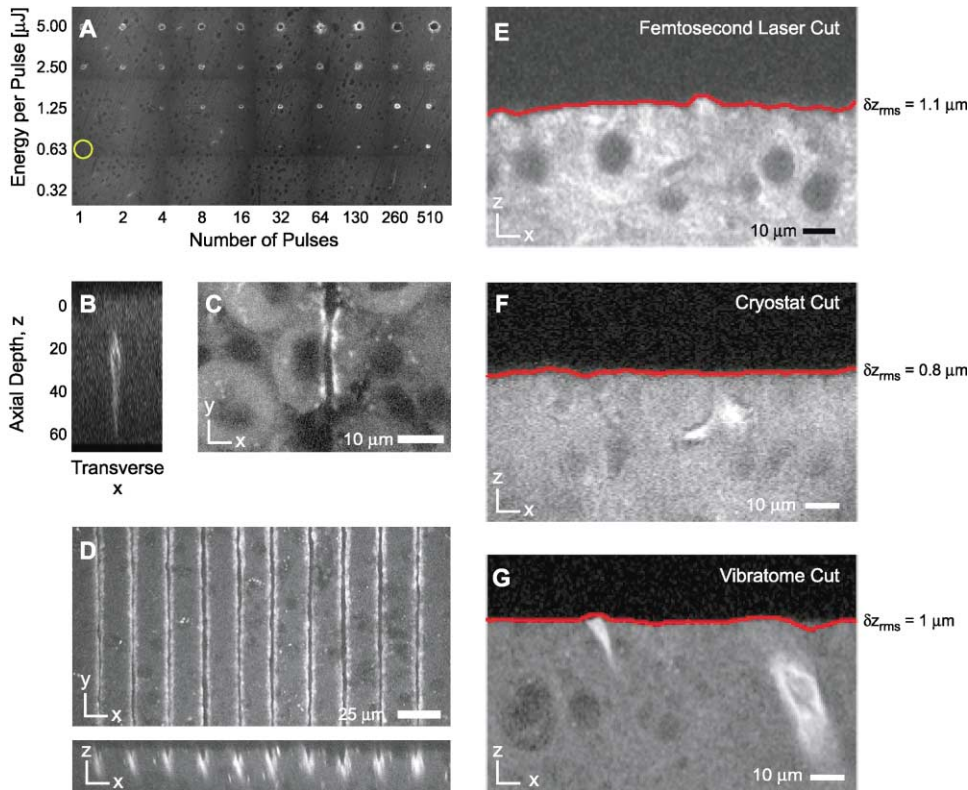 A
Energy per Pulse [μJ]
5.00
2.50
1.25
0.63
0.32
1 2 4 8 16 32 64 130 260 510
Number of Pulses
B
Axial Depth, z
0
20
40
60
Transverse
x
C
y
x
10 μm
D
y
x
25 μm
z
x
E
Femtosecond Laser Cut
δz_rms = 1.1 μm
z
x
10 μm
F
Cryostat Cut
δz_rms = 0.8 μm
z
x
10 μm
G
Vibratome Cut
δz_rms = 1 μm
z
x
10 μm